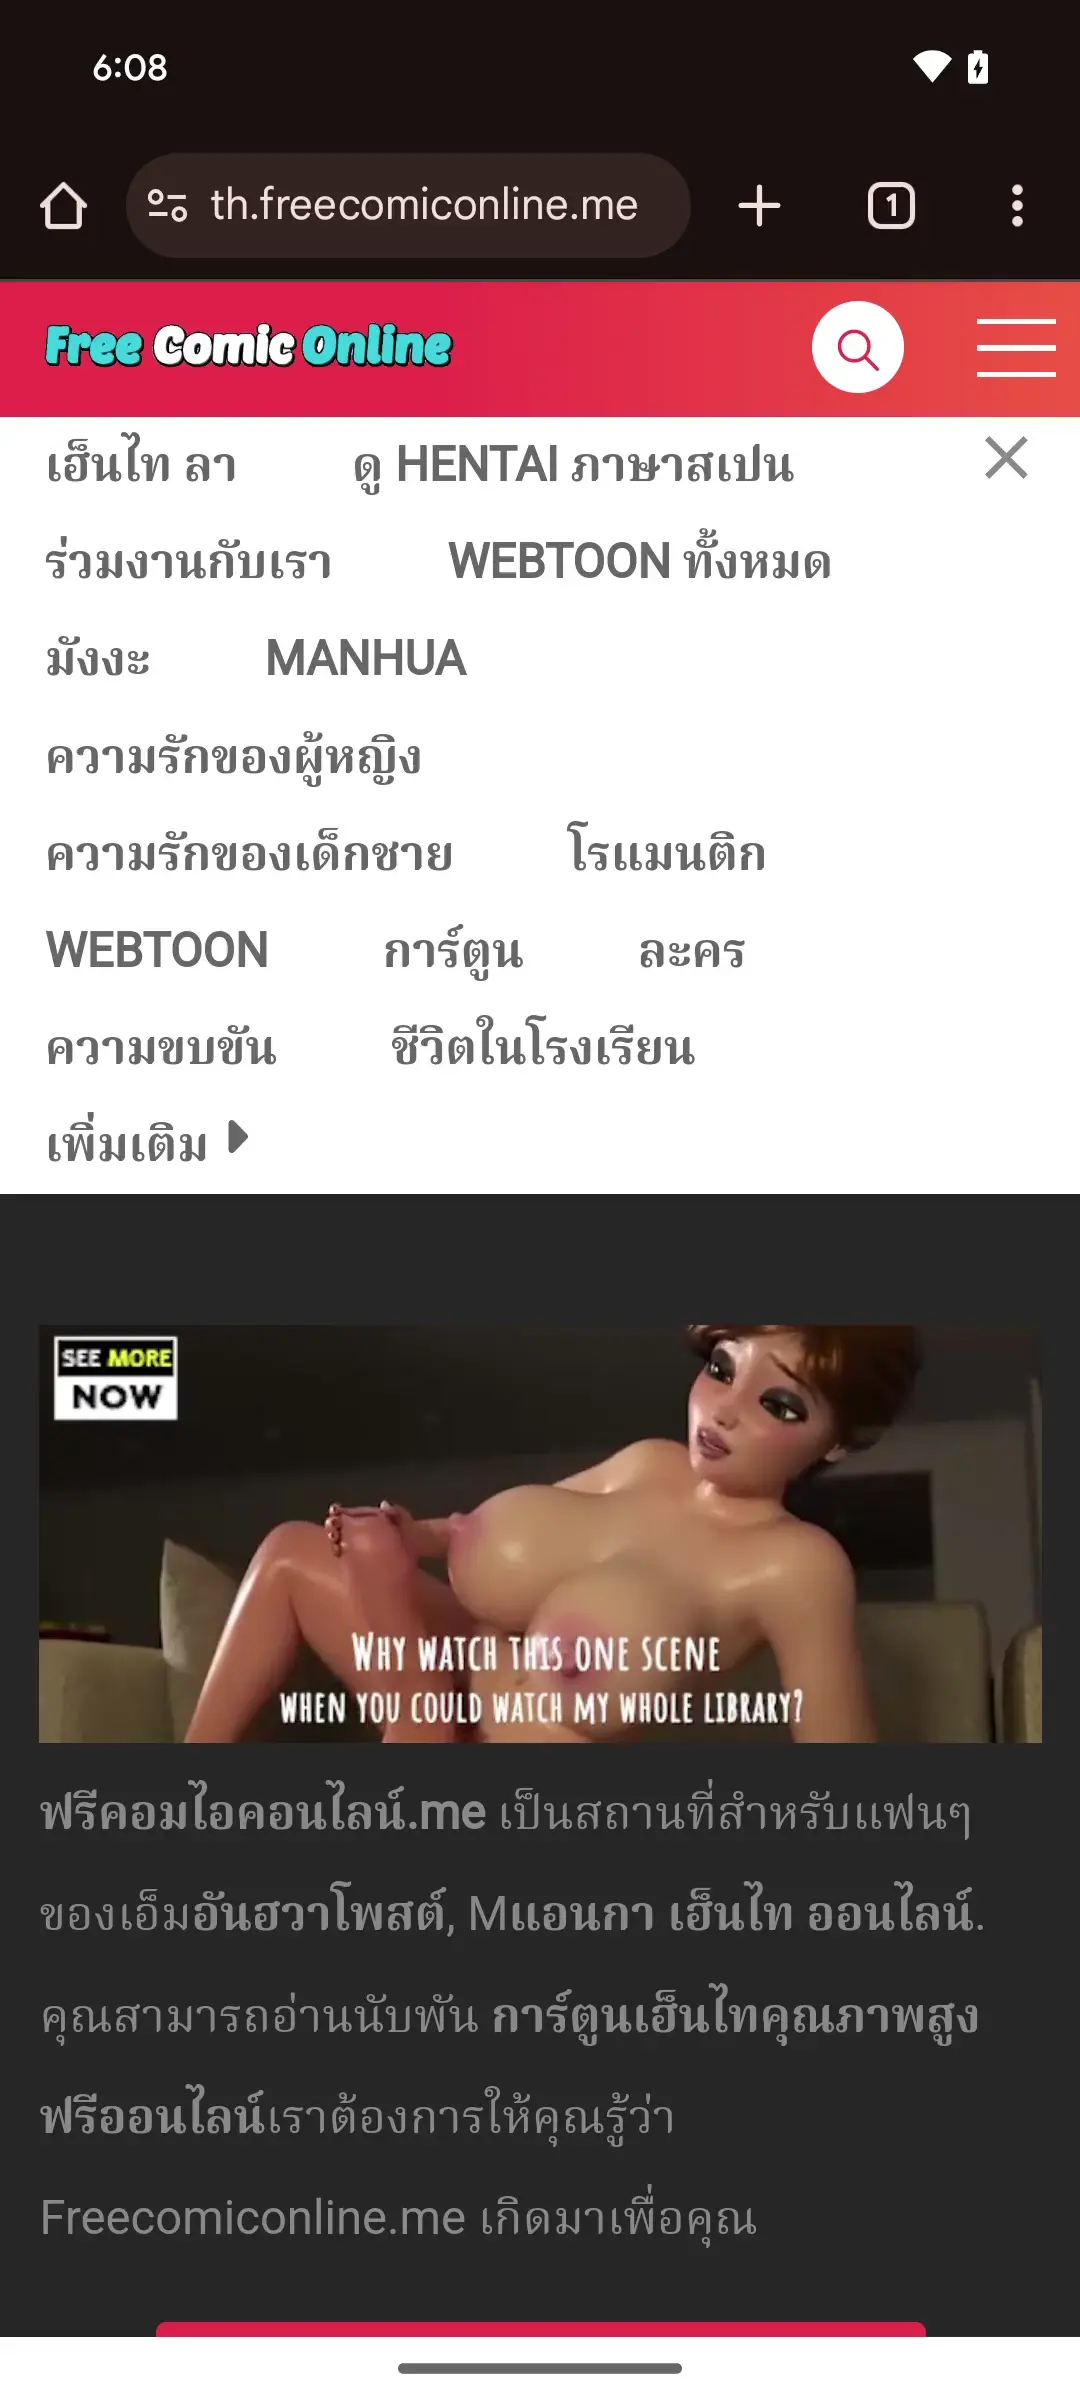 6:08
th.freecomiconline.me
1
Free Comic Online
เฮ็นไท ลา ดู HENTAI ภาษาสเปน
ร่วมงานกับเรา WEBTOON ทั้งหมด
มังงะ MANHUA
ความรักของผู้หญิง
ความรักของเด็กชาย โรแมนติก
WEBTOON การ์ตูน ละคร
ความขบขัน ชีวิตในโรงเรียน
เพิ่มเติม
SEE MORE
NOW
WHY WATCH THIS ONE SCENE
WHEN YOU COULD WATCH MY WHOLE LIBRARY?
ฟรีคอมไอคอนไลน์.me เป็นสถานที่สำหรับแฟนๆ
ของเอ็มอันฮวาโพสต์, Mแอนกา เฮ็นไท ออนไลน์.
คุณสามารถอ่านนับพัน การ์ตูนเฮ็นไทคุณภาพสูง
ฟรีออนไลน์เราต้องการให้คุณรู้ว่า
Freecomiconline.me เกิดมาเพื่อคุณ